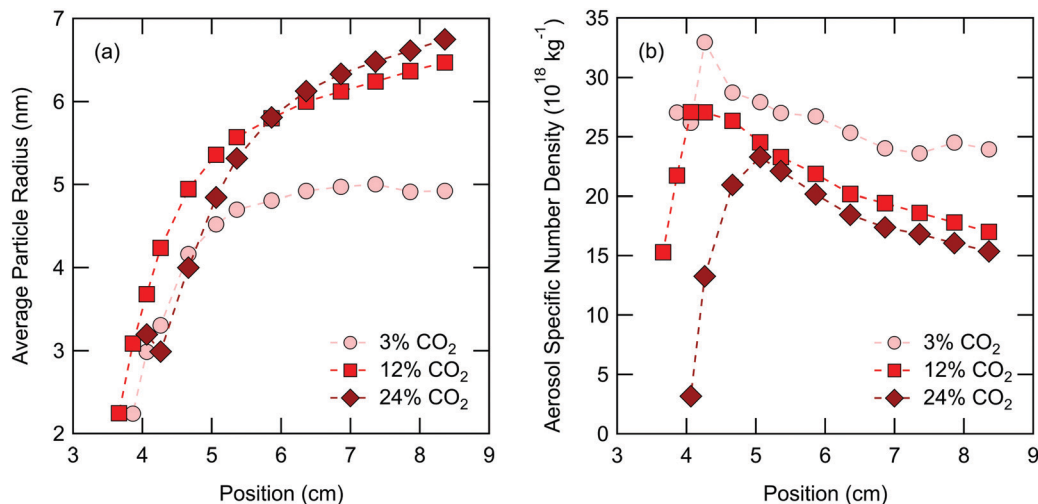 (a)
7
6
5
4
3
2
3 4 5 6 7 8 9
Average Particle Radius (nm)
Position (cm)
3% CO₂
12% CO₂
24% CO₂
(b)
35
30
25
20
15
10
5
0
3 4 5 6 7 8 9
Aerosol Specific Number Density (10¹⁸ kg⁻¹)
Position (cm)
3% CO₂
12% CO₂
24% CO₂